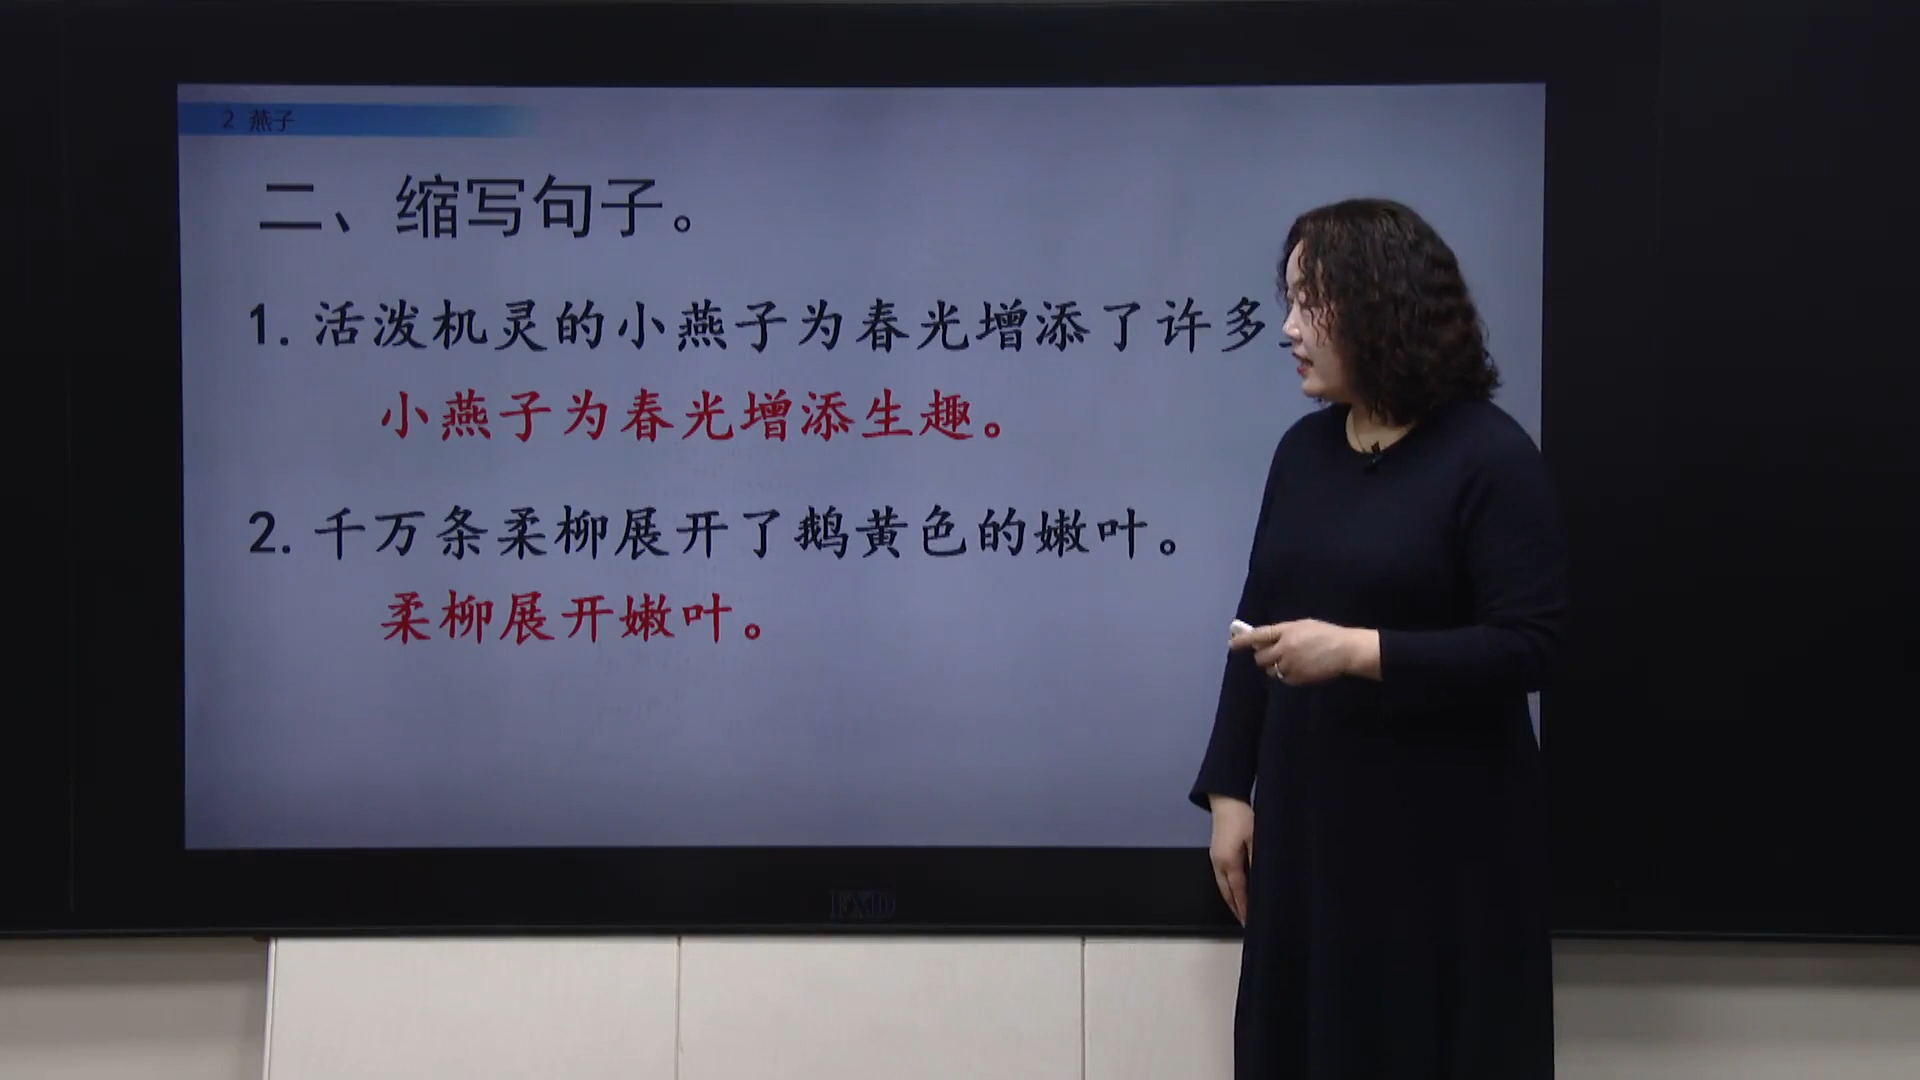 2 燕子
二、缩写句子。
1.活泼机灵的小燕子为春光增添了许多
小燕子为春光增添生趣。
2.千万条柔柳展开了鹅黄色的嫩叶。
柔柳展开嫩叶。